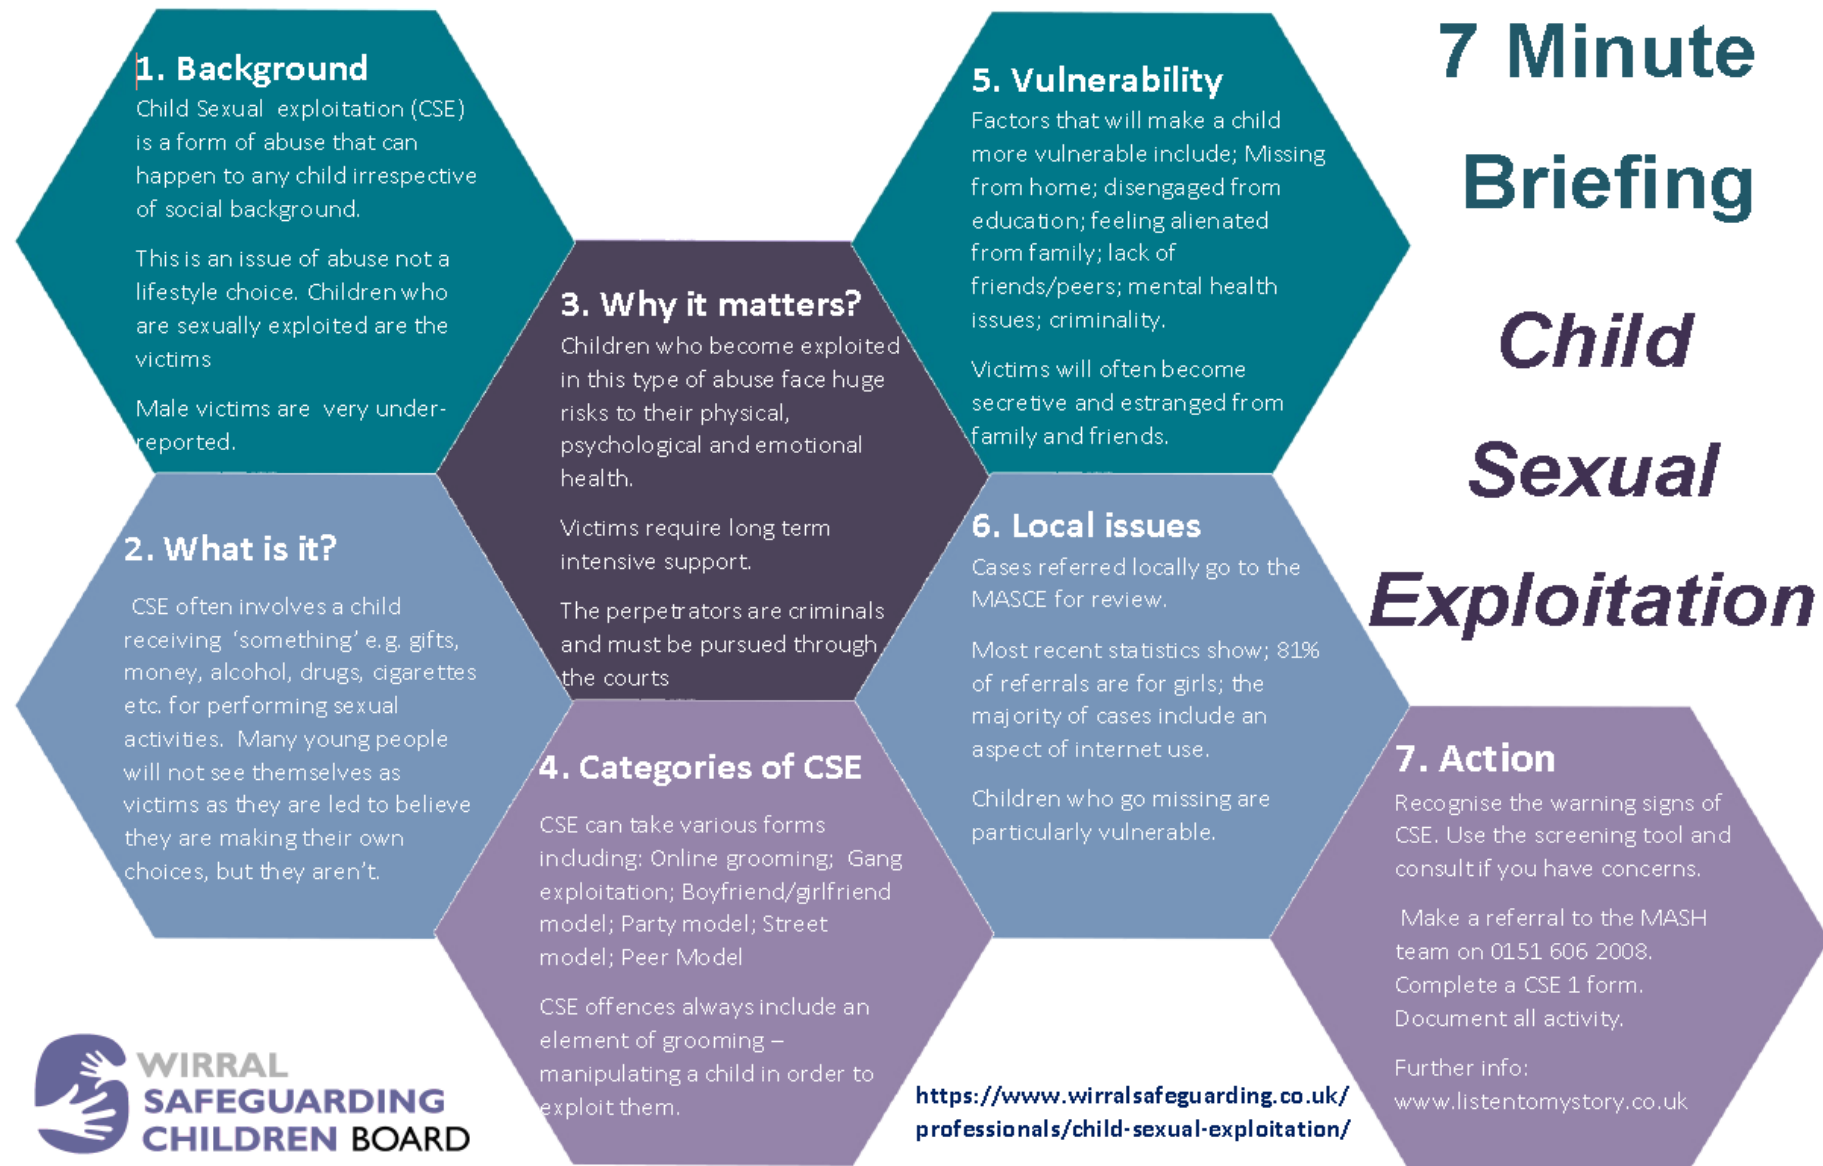 7 Minute
Briefing
Child
Sexual
Exploitation
1. Background
Child Sexual exploitation (CSE)
is a form of abuse that can
happen to any child irrespective
of social background.
This is an issue of abuse not a
lifestyle choice. Children who
are sexually exploited are the
victims
Male victims are very under-
reported.
2. What is it?
CSE often involves a child
receiving ‘something’ e.g. gifts,
money, alcohol, drugs, cigarettes
etc. for performing sexual
activities. Many young people
will not see themselves as
victims as they are led to believe
they are making their own
choices, but they aren’t.
3. Why it matters?
Children who become exploited
in this type of abuse face huge
risks to their physical,
psychological and emotional
health.
Victims require long term
intensive support.
The perpetrators are criminals
and must be pursued through
the courts
4. Categories of CSE
CSE can take various forms
including: Online grooming; Gang
exploitation; Boyfriend/girlfriend
model; Party model; Street
model; Peer Model
CSE offences always include an
element of grooming –
manipulating a child in order to
exploit them.
5. Vulnerability
Factors that will make a child
more vulnerable include; Missing
from home; disengaged from
education; feeling alienated
from family; lack of
friends/peers; mental health
issues; criminality.
Victims will often become
secretive and estranged from
family and friends.
6. Local issues
Cases referred locally go to the
MASCE for review.
Most recent statistics show; 81%
of referrals are for girls; the
majority of cases include an
aspect of internet use.
Children who go missing are
particularly vulnerable.
7. Action
Recognise the warning signs of
CSE. Use the screening tool and
consult if you have concerns.
Make a referral to the MASH
team on 0151 606 2008.
Complete a CSE 1 form.
Document all activity.
Further info:
www.listentomystory.co.uk
WIRRAL
SAFEGUARDING
CHILDREN BOARD
https://www.wirralsafeguarding.co.uk/
professionals/child-sexual-exploitation/